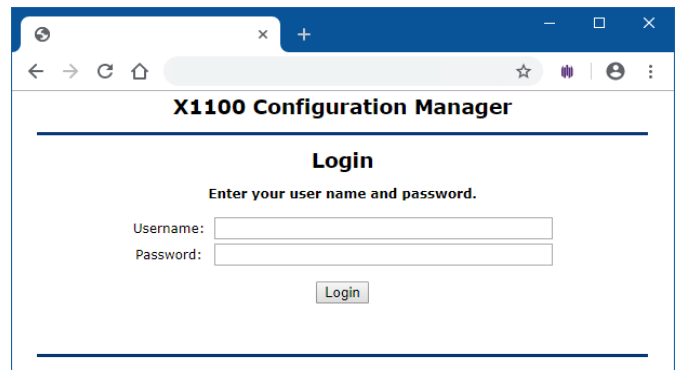 X1100 Configuration Manager
Login
Enter your user name and password.
Username:
Password:
Login